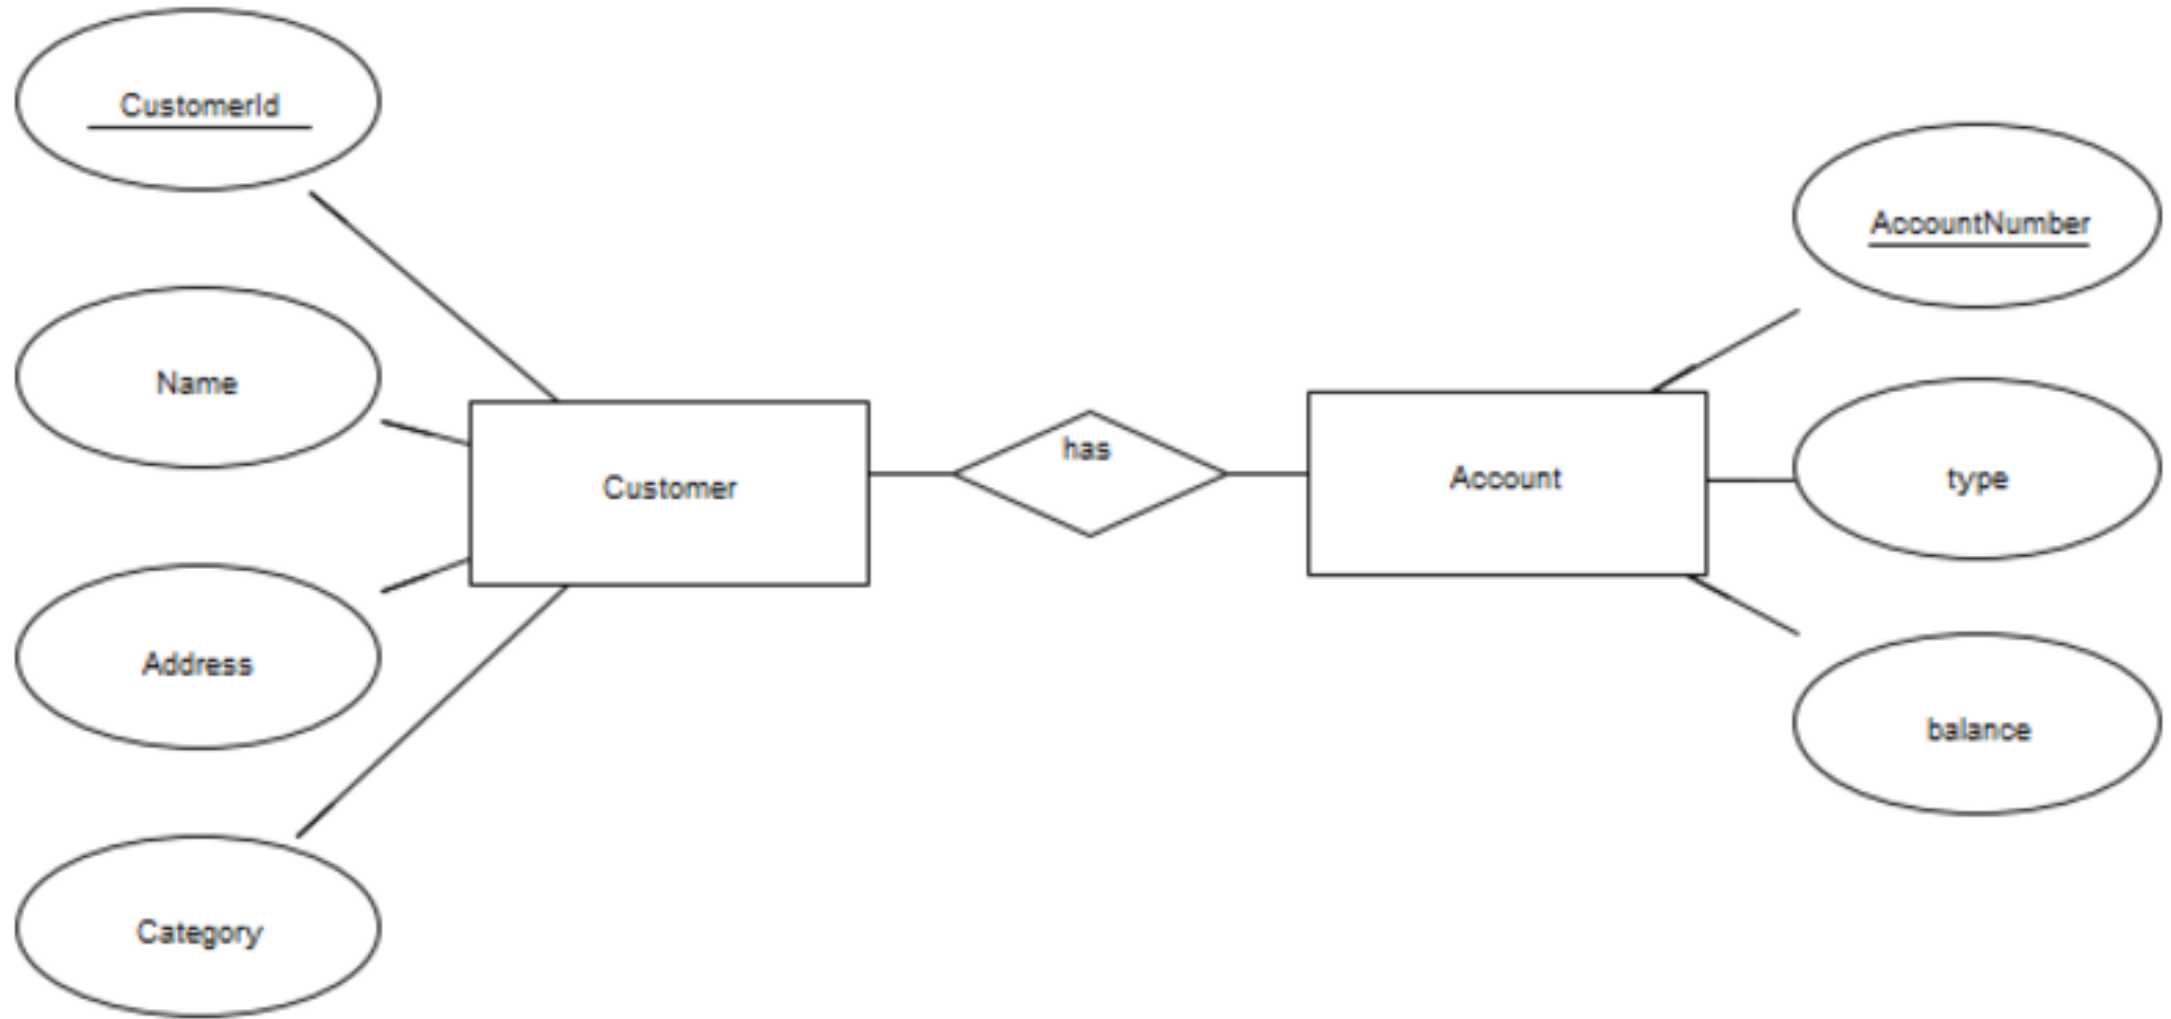 CustomerId
Name
Address
Category
Customer
has
Account
AccountNumber
type
balance